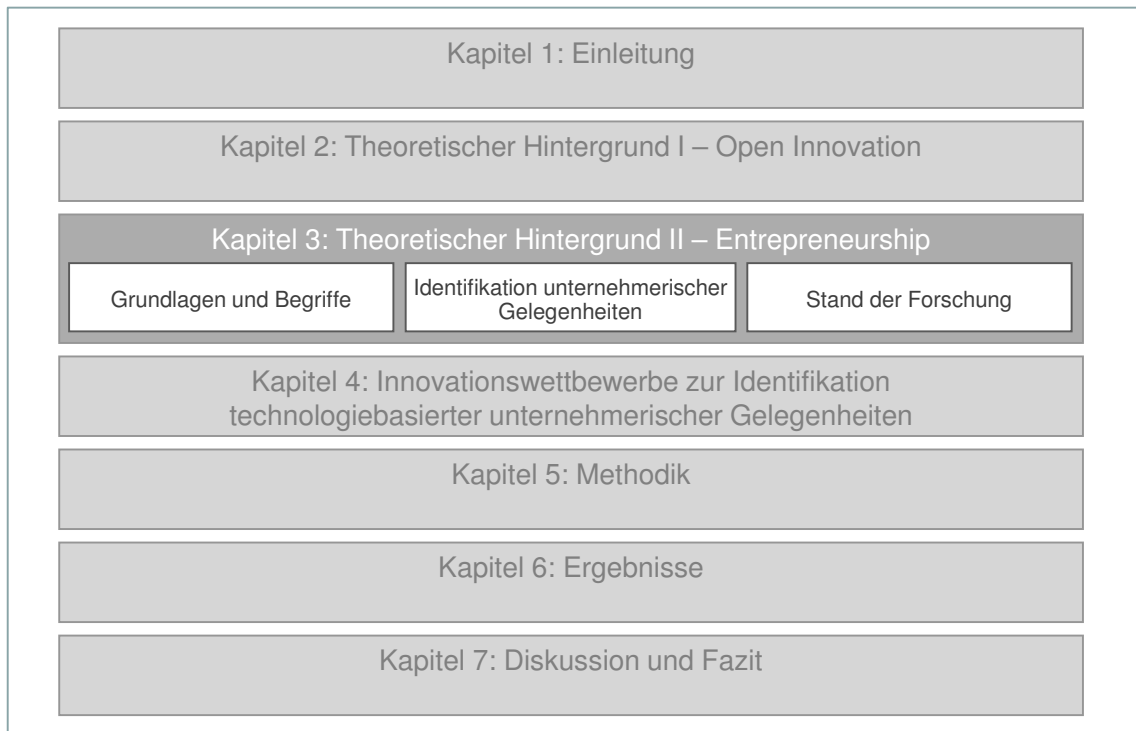 Kapitel 1: Einleitung
Kapitel 2: Theoretischer Hintergrund I – Open Innovation
Kapitel 3: Theoretischer Hintergrund II – Entrepreneurship
Grundlagen und Begriffe
Identifikation unternehmerischer
Gelegenheiten
Stand der Forschung
Kapitel 4: Innovationswettbewerbe zur Identifikation
technologiebasierter unternehmerischer Gelegenheiten
Kapitel 5: Methodik
Kapitel 6: Ergebnisse
Kapitel 7: Diskussion und Fazit